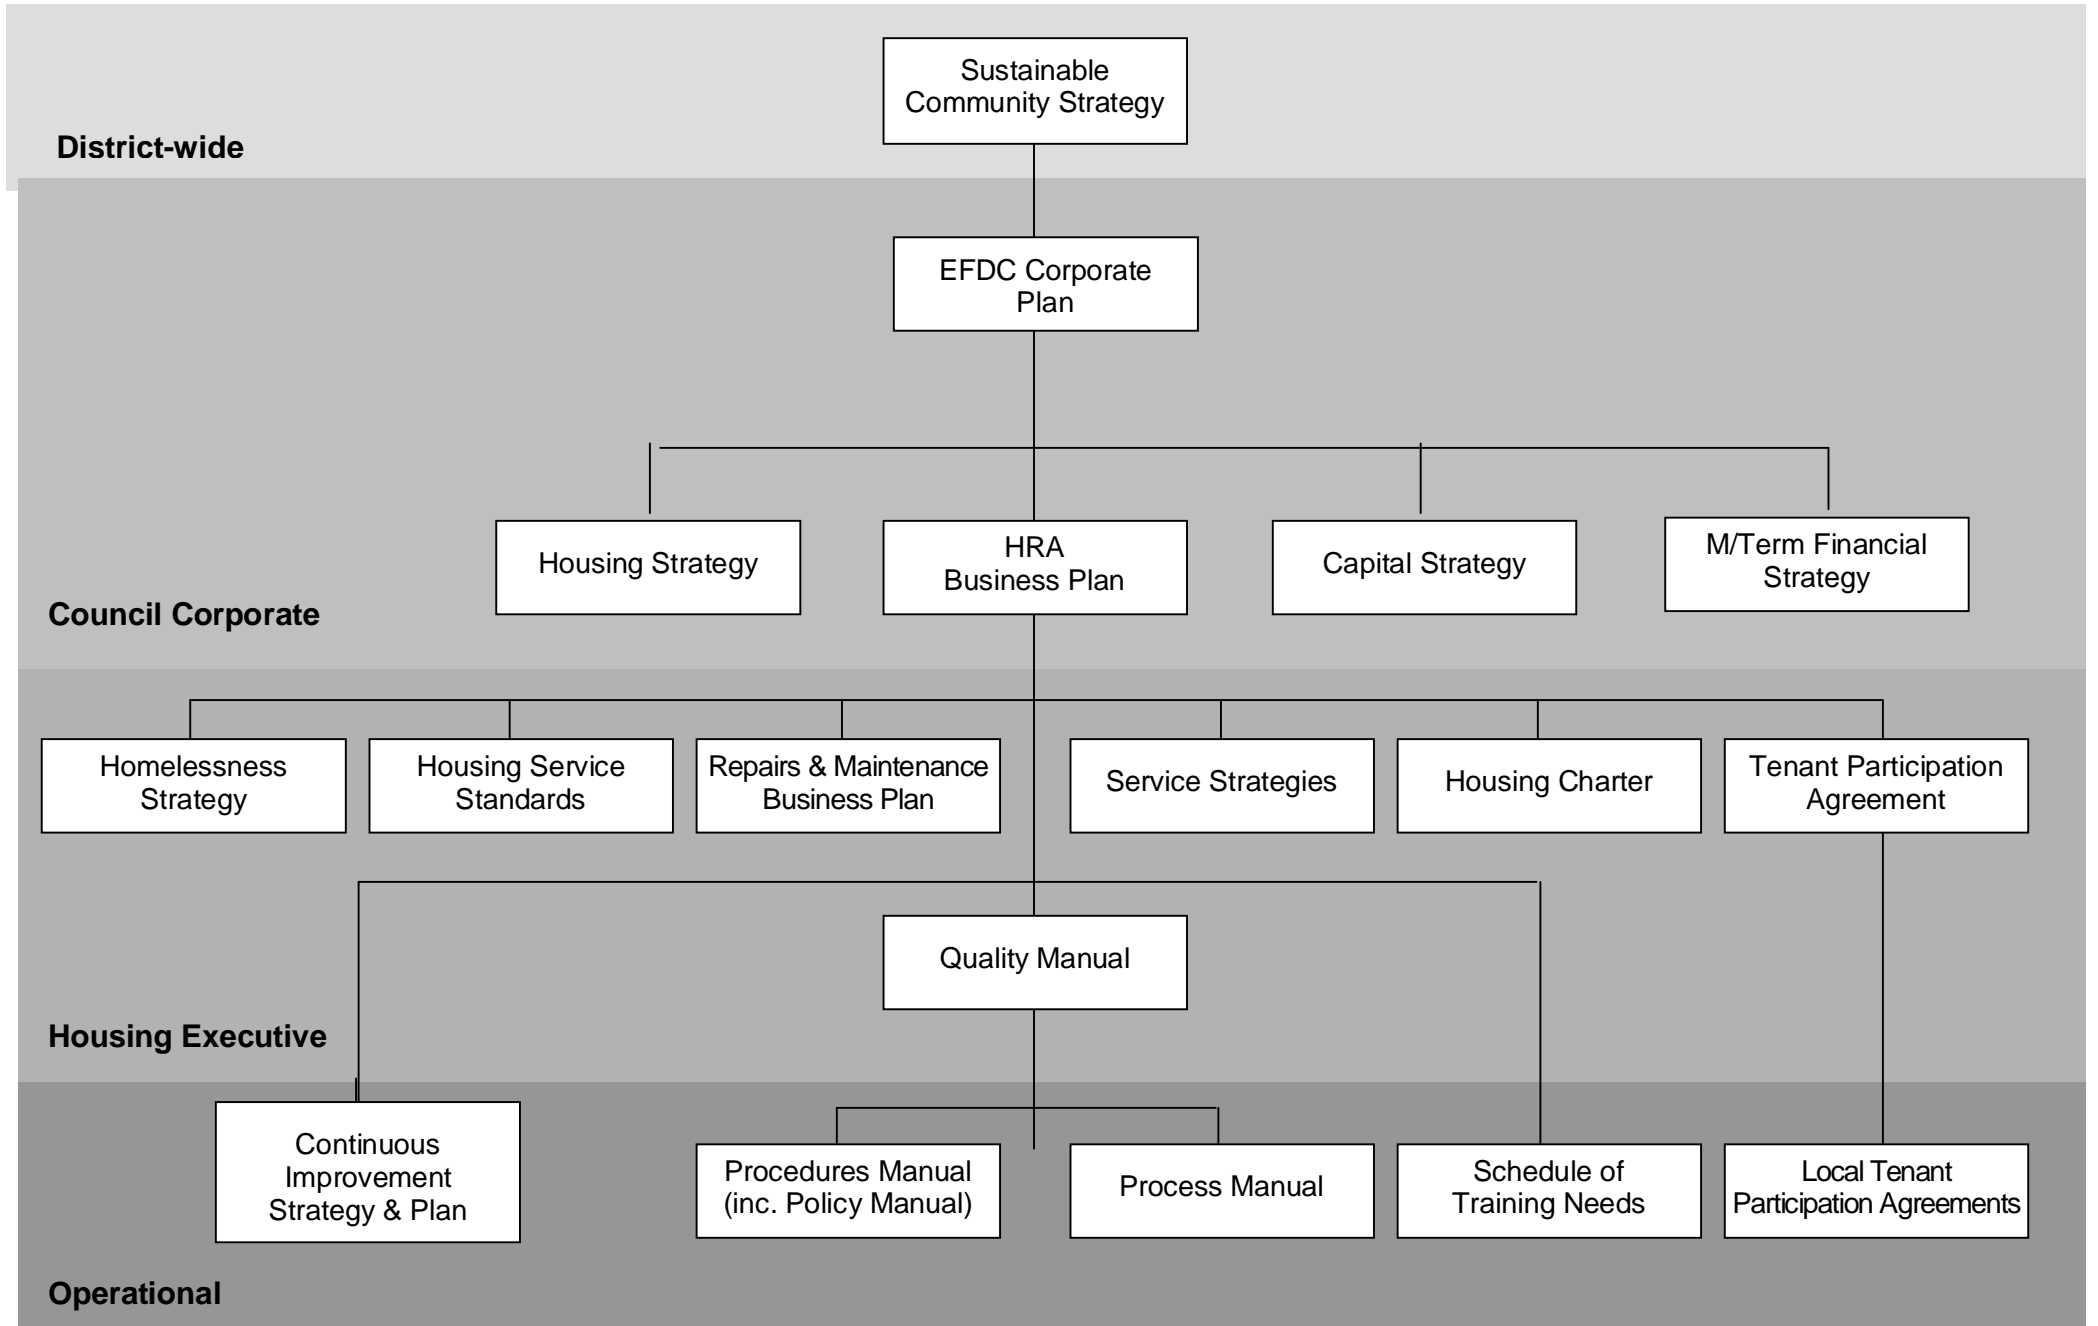 Sustainable
Community Strategy
District-wide
EFDC Corporate
Plan
Housing Strategy
HRA
Business Plan
Capital Strategy
M/Term Financial
Strategy
Council Corporate
Homelessness
Strategy
Housing Service
Standards
Repairs & Maintenance
Business Plan
Service Strategies
Housing Charter
Tenant Participation
Agreement
Quality Manual
Housing Executive
Continuous
Improvement
Strategy & Plan
Procedures Manual
(inc. Policy Manual)
Process Manual
Schedule of
Training Needs
Local Tenant
Participation Agreements
Operational